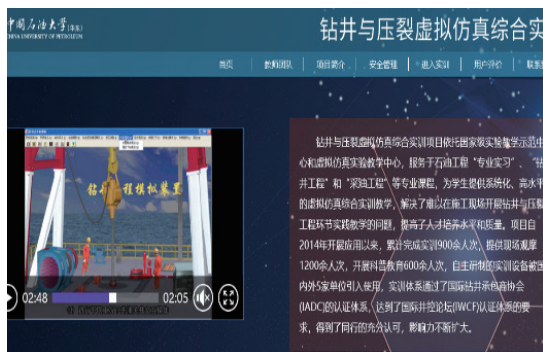 中国石油大学(华东)
CHINA UNIVERSITY OF PETROLEUM
钻井与压裂虚拟仿真综合实
首页 教师团队 项目简介 安全管理 进入实训 用户评价 联系
钻井工程模拟装置
02:48 02:05
钻井与压裂虚拟仿真综合实训项目依托国家级实验教学示范中
心和虚拟仿真实验教学中心,服务于石油工程“专业实习”、“钻
井工程”和“深油工程”等专业课程,为学生提供系统化、高水平
的虚拟仿真实训教学,解决了难以在施工现场开展钻井与压裂
工程环节实践教学的问题,提高了人才培养水平和质量。项目自
2014年开展应用以来,累计完成实训900余人次,提供现场观摩
1200余人次,开展科普教育600余人次,自主研制的实训设备被国
内外5家单位引入使用,实训体系通过了国际钻井承包商协会
(IADC)的认证体系,达到了国际井控论坛(IWCF)认证体系的要
求,得到了同行的充分认可,影响力不断扩大。